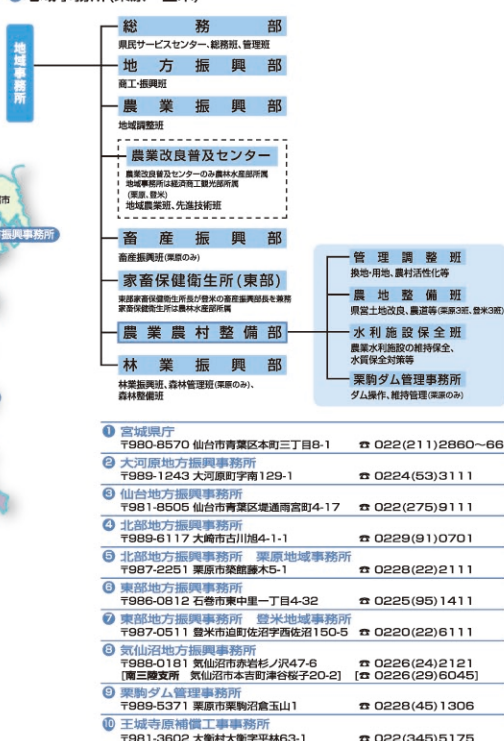 地域事務所
総務部
県民サービスセンター、総務班、管理班
地方振興部
商工・振興班
農業振興部
地域調整班
農業改良普及センター
農業改良普及センターのみ農林水産部所属
地域事務所は経済商工観光部所属
(栗原、登米)
地域農業班、先進技術班
畜産振興部
畜産振興班(栗原のみ)
家畜保健衛生所(東部)
東部家畜保健衛生所長が登米の畜産振興部長を兼務
家畜保健衛生所は農林水産部所属
農業農村整備部
林業振興部
林業振興班、森林管理班(栗原のみ)、
森林整備班
管理調整班
換地・用地、農村活性化等
農地整備班
県営土地改良、農道等(栗原3班、登米3班)
水利施設保全班
農業水利施設の維持保全、
水質保全対策等
栗駒ダム管理事務所
ダム操作、維持管理(栗原のみ)
市
振興事務所
❶ 宮城県庁
〒980-8570 仙台市青葉区本町三丁目8-1 ☎ 022(211)2860~66
❷ 大河原地方振興事務所
〒989-1243 大河原町字南129-1 ☎ 0224(53)3111
❸ 仙台地方振興事務所
〒981-8505 仙台市青葉区堤通雨宮町4-17 ☎ 022(275)9111
❹ 北部地方振興事務所
〒989-6117 大崎市古川旭4-1-1 ☎ 0229(91)0701
❺ 北部地方振興事務所 栗原地域事務所
〒987-2251 栗原市築館藤木5-1 ☎ 0228(22)2111
❻ 東部地方振興事務所
〒986-0812 石巻市東中里一丁目4-32 ☎ 0225(95)1411
❼ 東部地方振興事務所 登米地域事務所
〒987-0511 登米市迫町佐沼字西佐沼150-5 ☎ 0220(22)6111
❽ 気仙沼地方振興事務所
〒988-0181 気仙沼市赤岩杉ノ沢47-6 ☎ 0226(24)2121
[南三陸支所 気仙沼市本吉町津谷桜子20-2] [☎ 0226(29)6045]
❾ 栗駒ダム管理事務所
〒989-5371 栗原市栗駒沼倉玉山1 ☎ 0228(45)1306
❿ 王城寺原補償工事事務所
〒981-3602 大衡村大衡字平林63-1 ☎ 022(345)5175